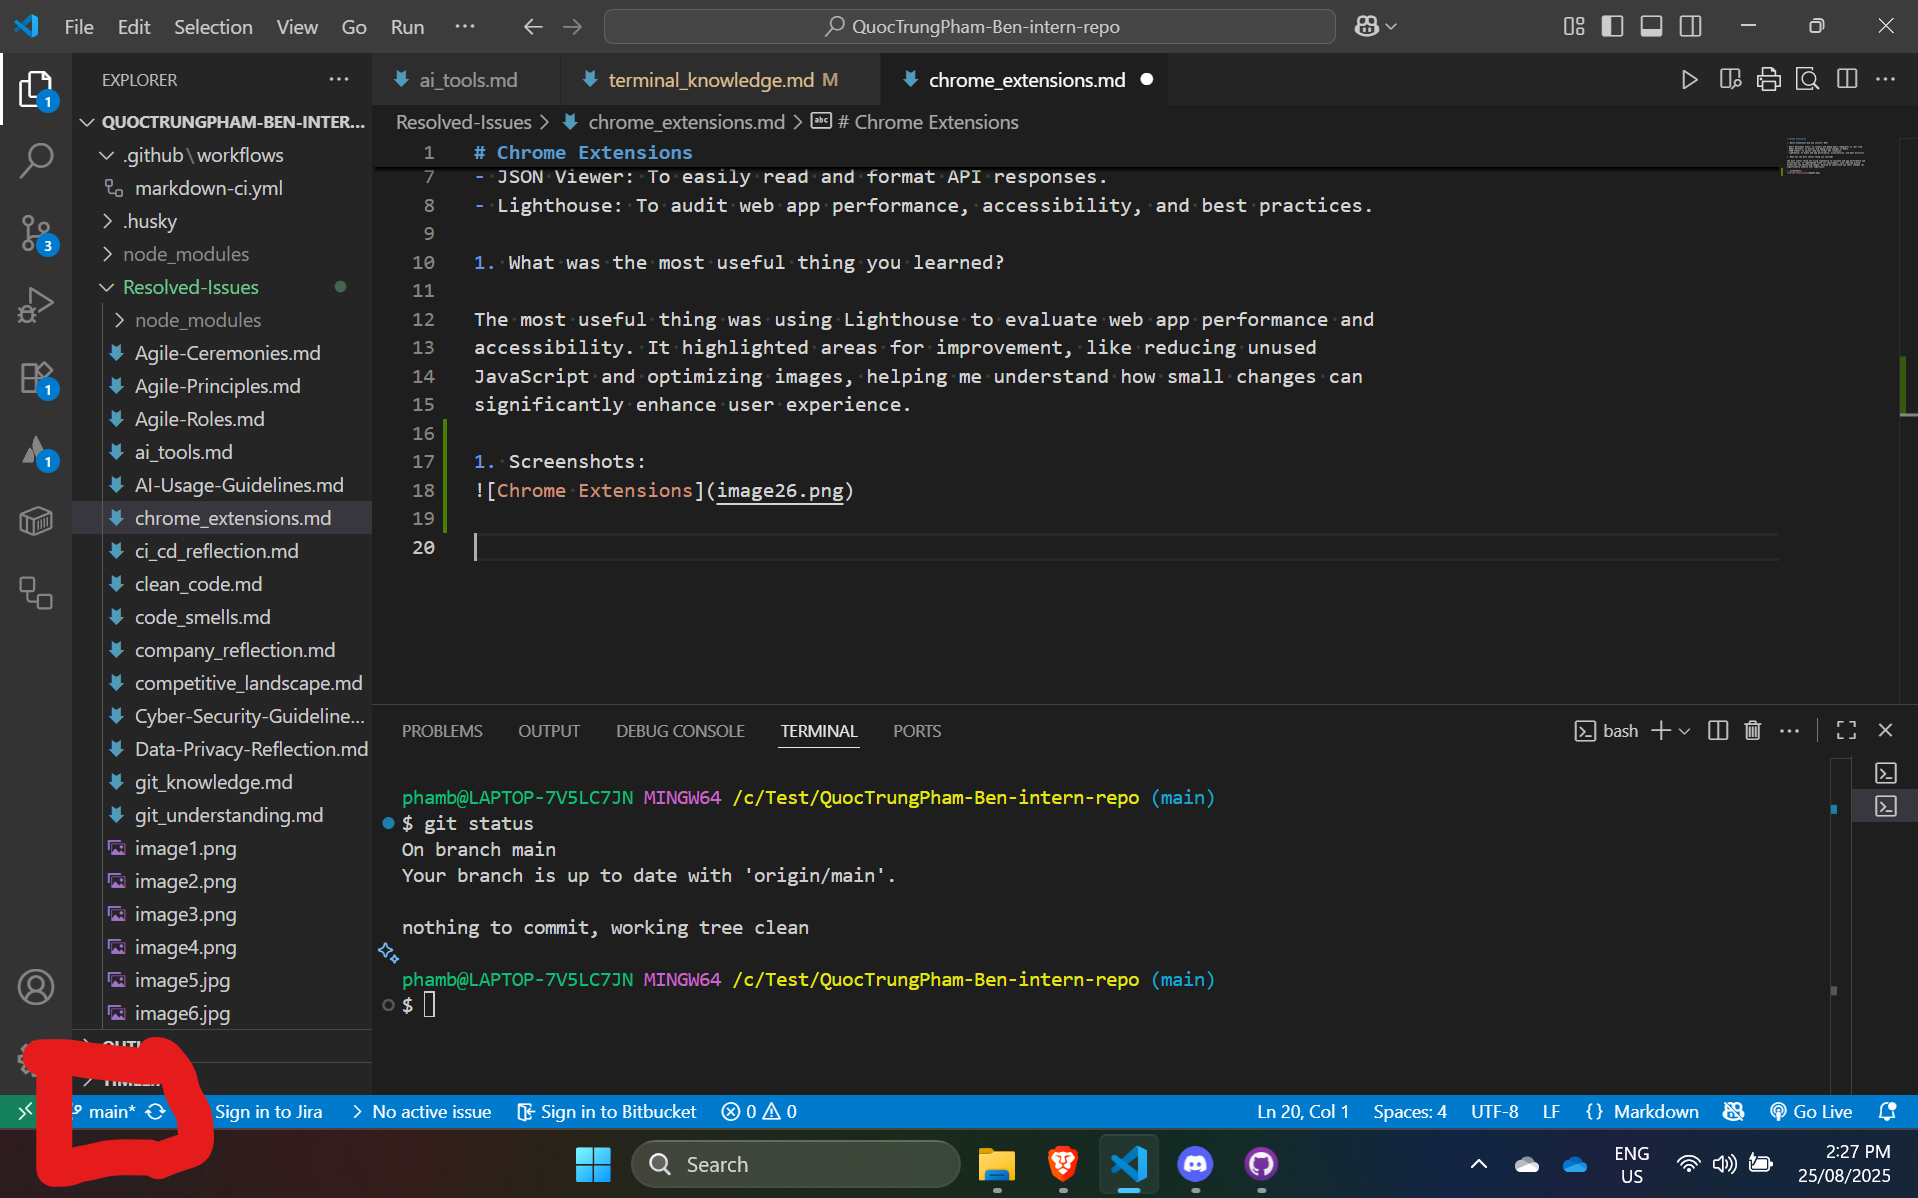 File Edit Selection View Go Run ··· QuocTrungPham-Ben-intern-repo
EXPLORER ···
ai_tools.md terminal_knowledge.md M chrome_extensions.md
Resolved-Issues > chrome_extensions.md > # Chrome Extensions
1
QUOCTRUNGPHAM-BEN-INTER...
.github\workflows
markdown-ci.yml
.husky
node_modules
Resolved-Issues
node_modules
Agile-Ceremonies.md
Agile-Principles.md
Agile-Roles.md
ai_tools.md
AI-Usage-Guidelines.md
chrome_extensions.md
ci_cd_reflection.md
clean_code.md
code_smells.md
company_reflection.md
competitive_landscape.md
Cyber-Security-Guideline...
Data-Privacy-Reflection.md
git_knowledge.md
git_understanding.md
image1.png
image2.png
image3.png
image4.png
image5.jpg
image6.jpg
3
1
1
1 # Chrome Extensions
7 - JSON Viewer: To easily read and format API responses.
8 - Lighthouse: To audit web app performance, accessibility, and best practices.
9
10 1. What was the most useful thing you learned?
11
12 The most useful thing was using Lighthouse to evaluate web app performance and
13 accessibility. It highlighted areas for improvement, like reducing unused
14 JavaScript and optimizing images, helping me understand how small changes can
15 significantly enhance user experience.
16
17 1. Screenshots:
18 ![Chrome Extensions](image26.png)
19
20
PROBLEMS OUTPUT DEBUG CONSOLE TERMINAL PORTS bash
phamb@LAPTOP-7V5LC7JN MINGW64 /c/Test/QuocTrungPham-Ben-intern-repo (main)
$ git status
On branch main
Your branch is up to date with 'origin/main'.
nothing to commit, working tree clean
phamb@LAPTOP-7V5LC7JN MINGW64 /c/Test/QuocTrungPham-Ben-intern-repo (main)
$
main* Sign in to Jira > No active issue Sign in to Bitbucket 0 0 Ln 20, Col 1 Spaces: 4 UTF-8 LF {} Markdown Go Live
Search
ENG
US
2:27 PM
25/08/2025